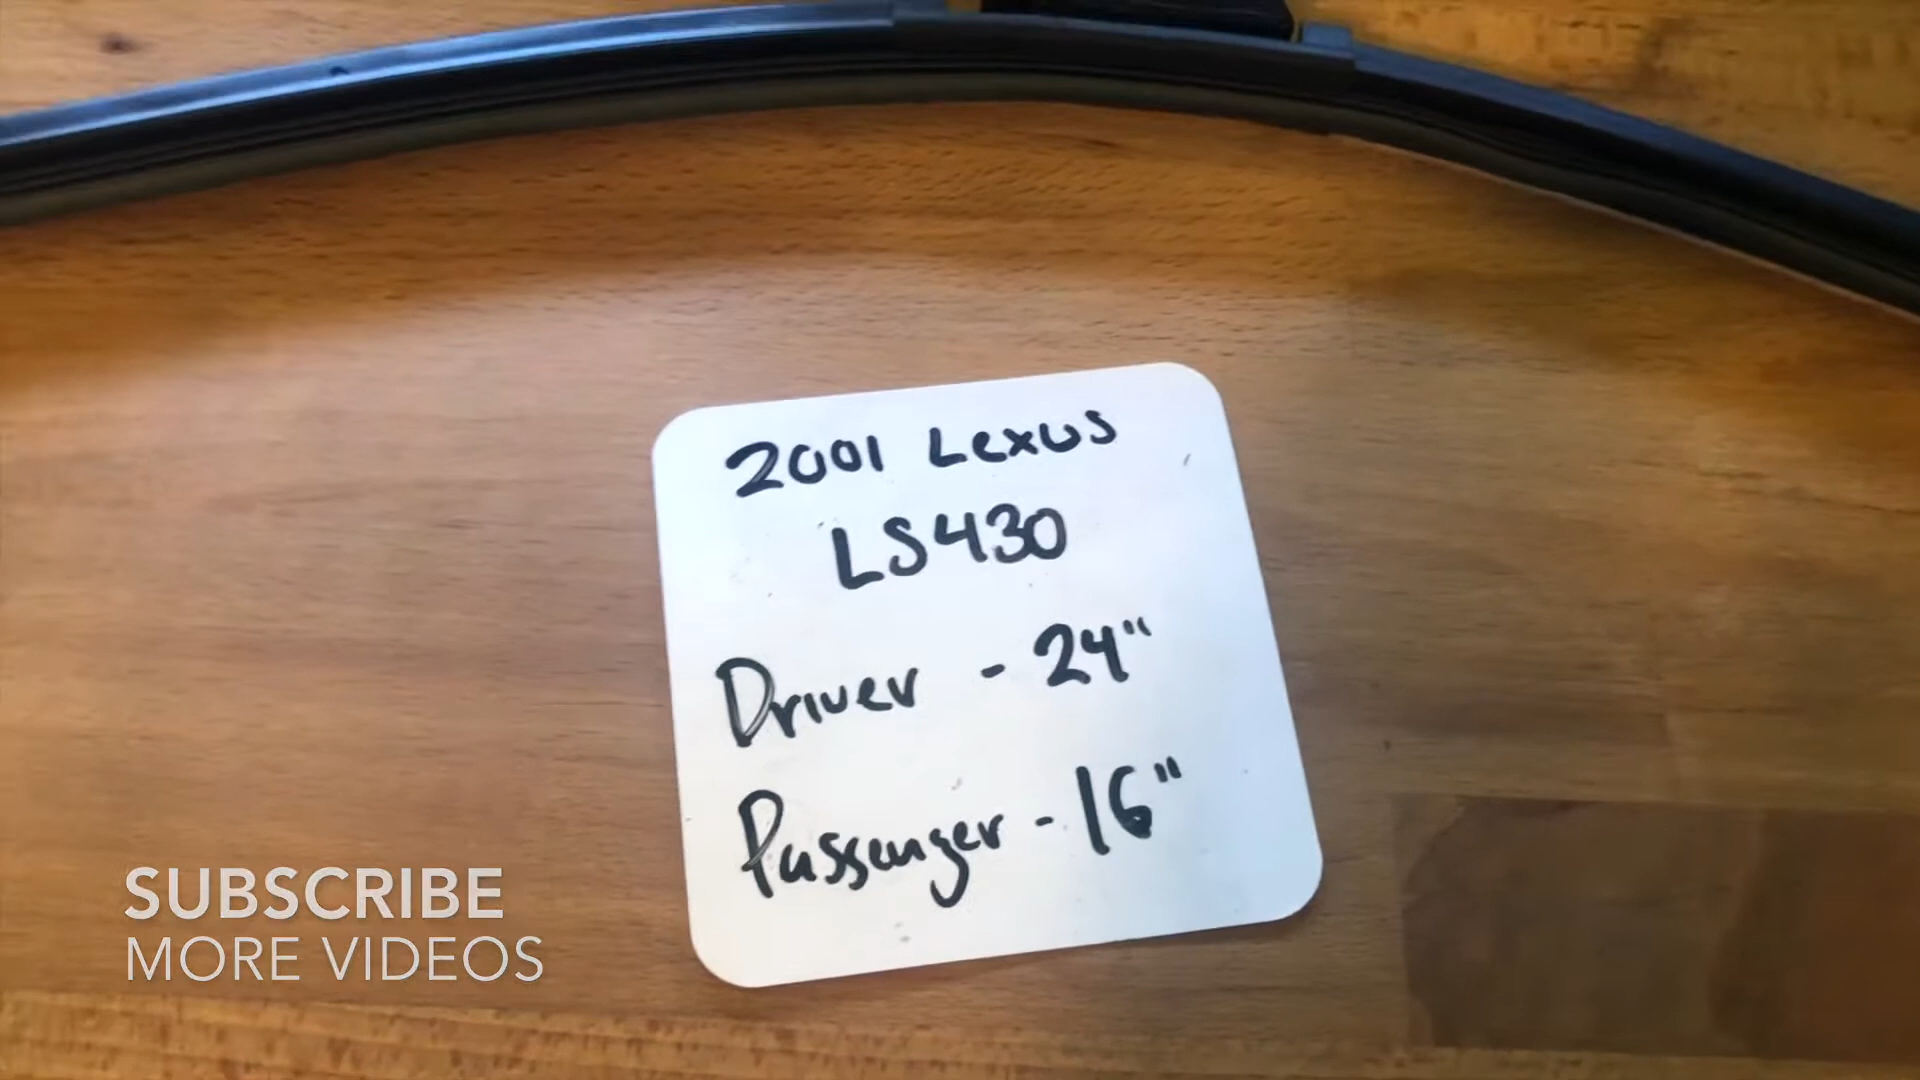 2001 Lexus
LS430
Driver - 24"
Passenger - 16"
SUBSCRIBE
MORE VIDEOS